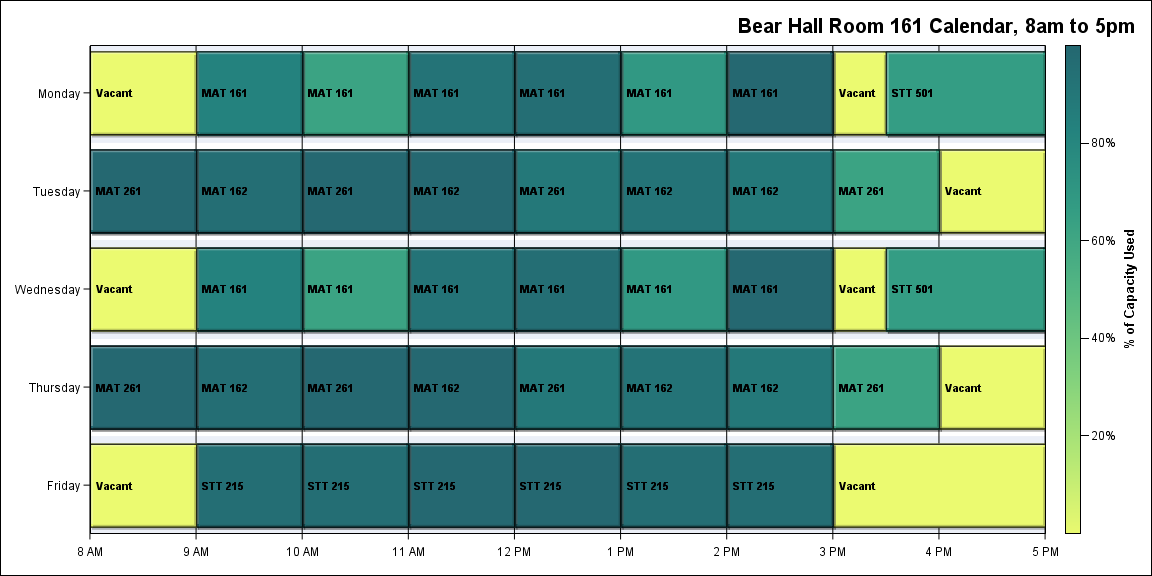 Bear Hall Room 161 Calendar, 8am to 5pm
Monday
Vacant
MAT 161
MAT 161
MAT 161
MAT 161
MAT 161
MAT 161
Vacant
STT 501
Tuesday
MAT 261
MAT 162
MAT 261
MAT 162
MAT 261
MAT 162
MAT 162
MAT 261
Vacant
Wednesday
Vacant
MAT 161
MAT 161
MAT 161
MAT 161
MAT 161
MAT 161
Vacant
STT 501
Thursday
MAT 261
MAT 162
MAT 261
MAT 162
MAT 261
MAT 162
MAT 162
MAT 261
Vacant
Friday
Vacant
STT 215
STT 215
STT 215
STT 215
STT 215
STT 215
Vacant
8 AM
9 AM
10 AM
11 AM
12 PM
1 PM
2 PM
3 PM
4 PM
5 PM
80%
60%
40%
20%
% of Capacity Used